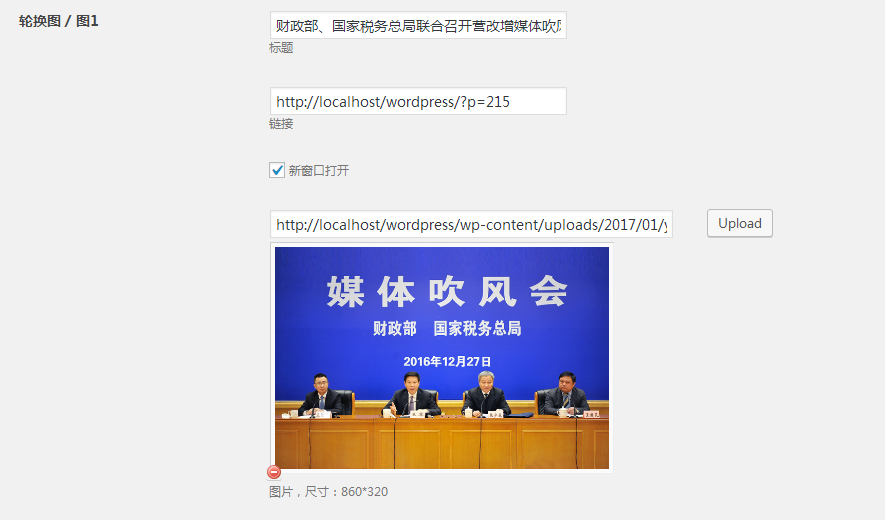 轮换图 / 图1
财政部、国家税务总局联合召开营改增媒体吹风
标题
http://localhost/wordpress/?p=215
链接
新窗口打开
http://localhost/wordpress/wp-content/uploads/2017/01/y
Upload
媒体吹风会
财政部 国家税务总局
2016年12月27日
图片，尺寸：860*320